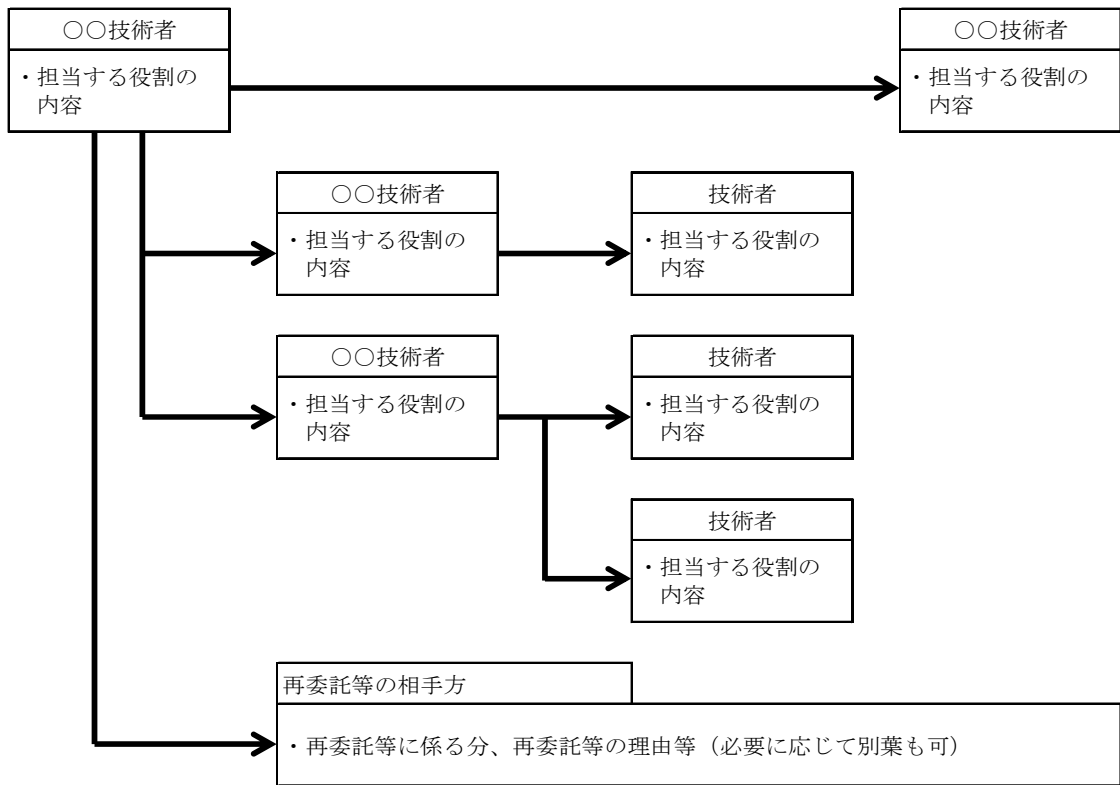 ○○技術者
・担当する役割の
内容
○○技術者
・担当する役割の
内容
○○技術者
・担当する役割の
内容
技術者
・担当する役割の
内容
○○技術者
・担当する役割の
内容
技術者
・担当する役割の
内容
技術者
・担当する役割の
内容
再委託等の相手方
・再委託等に係る分、再委託等の理由等（必要に応じて別葉も可）